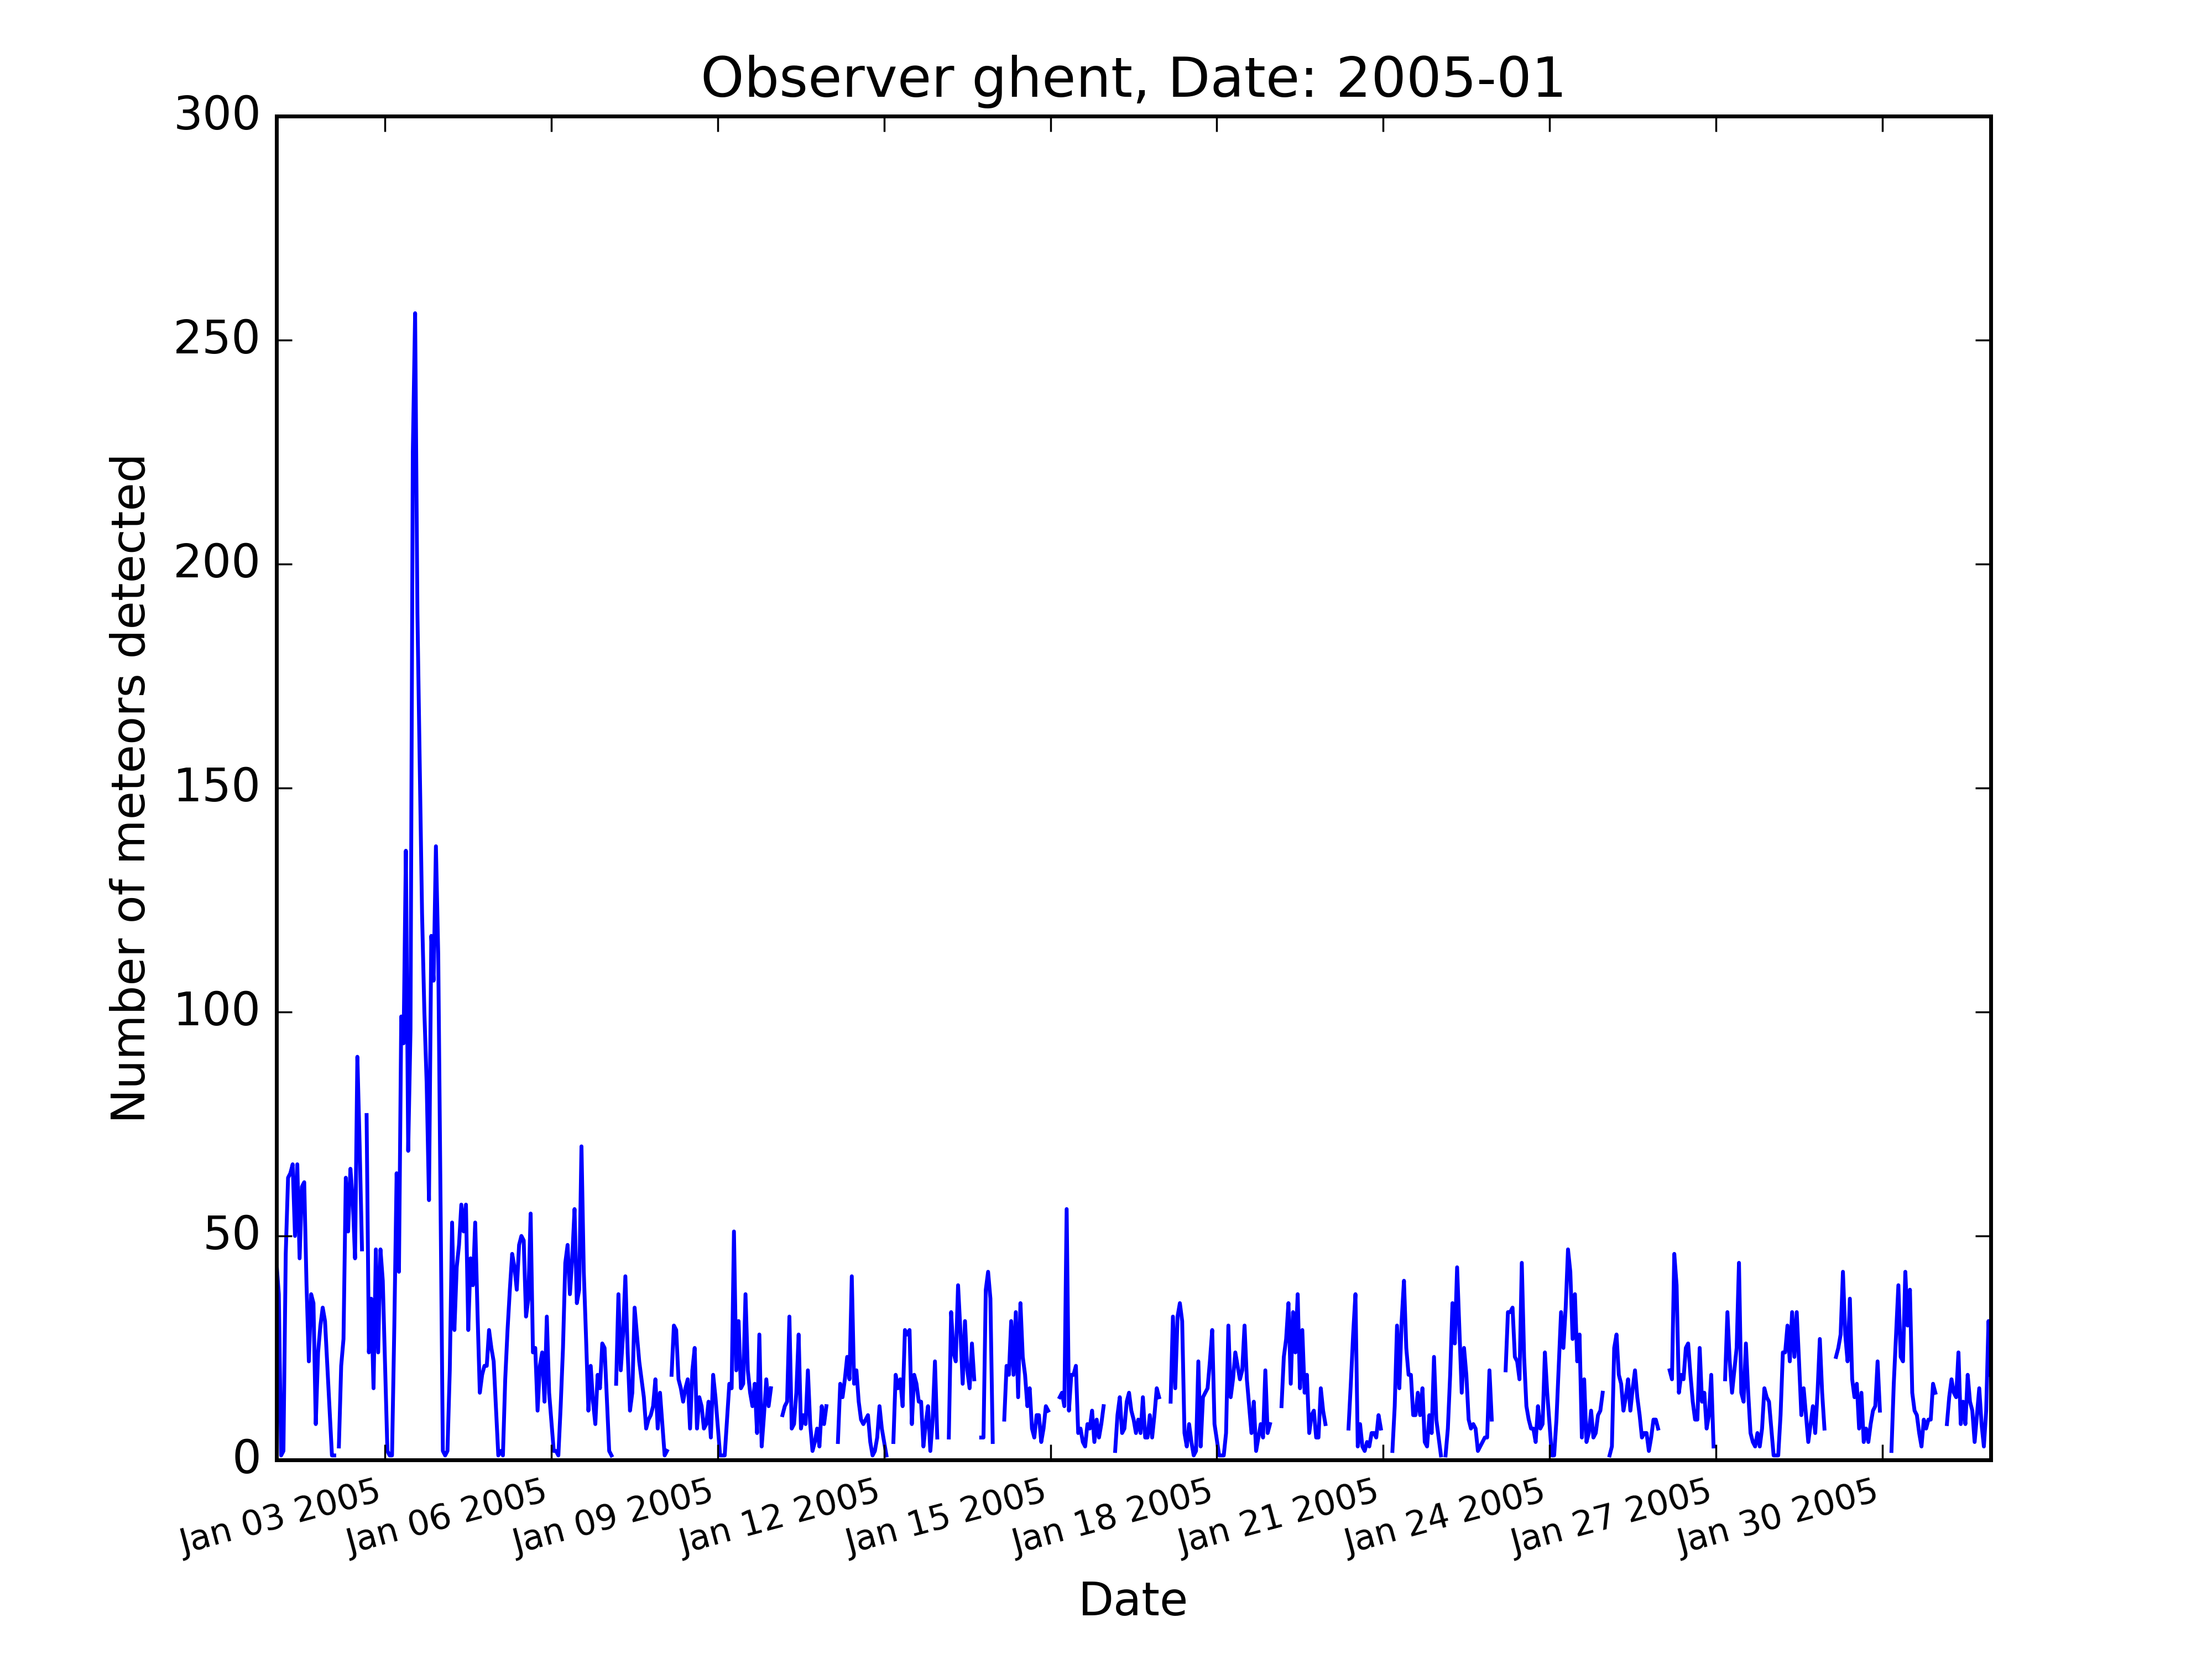 Observer ghent, Date: 2005-01
300
250
200
150
100
50
0
Number of meteors detected
Jan 03 2005
Jan 06 2005
Jan 09 2005
Jan 12 2005
Jan 15 2005
Jan 18 2005
Jan 21 2005
Jan 24 2005
Jan 27 2005
Jan 30 2005
Date